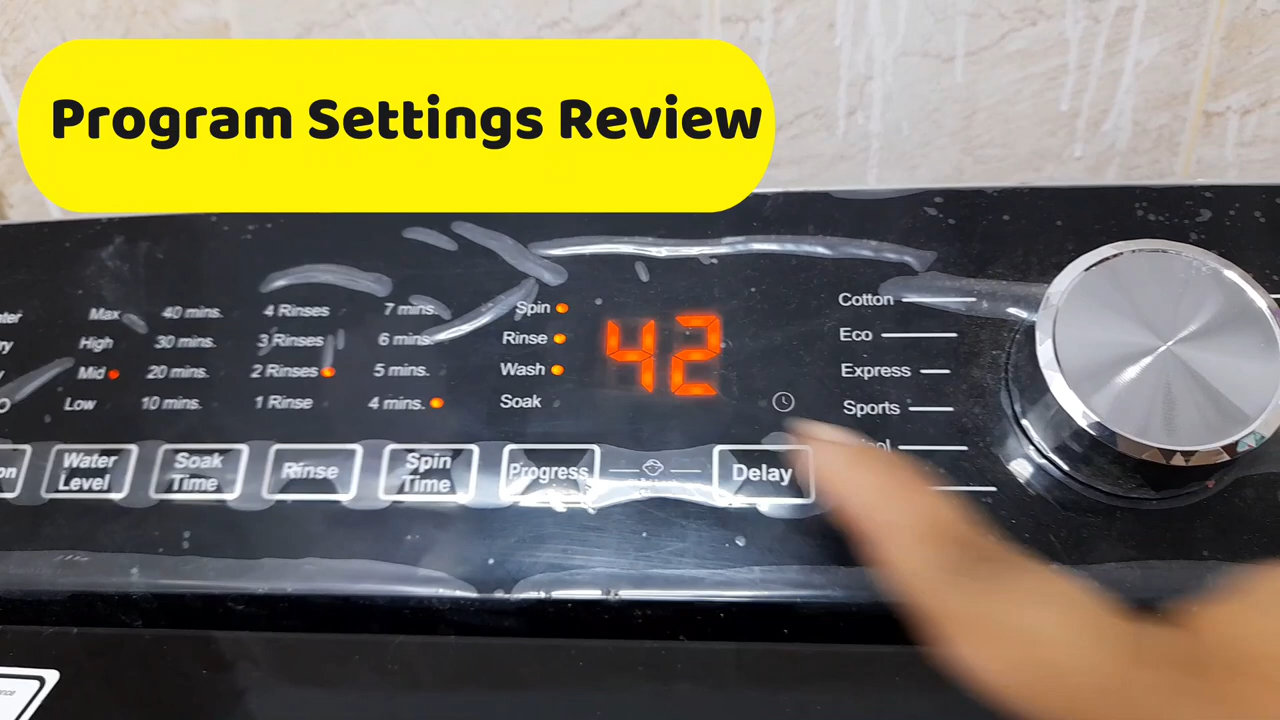 Program Settings Review
Max 40 mins. 4 Rinses 7 mins. Spin
High 30 mins. 3 Rinses 6 mins. Rinse
Mid 20 mins. 2 Rinses 5 mins. Wash
Low 10 mins. 1 Rinse 4 mins. Soak
42
Cotton
Eco
Express
Sports
Water Level
Soak Time
Rinse
Spin Time
Progress
Delay